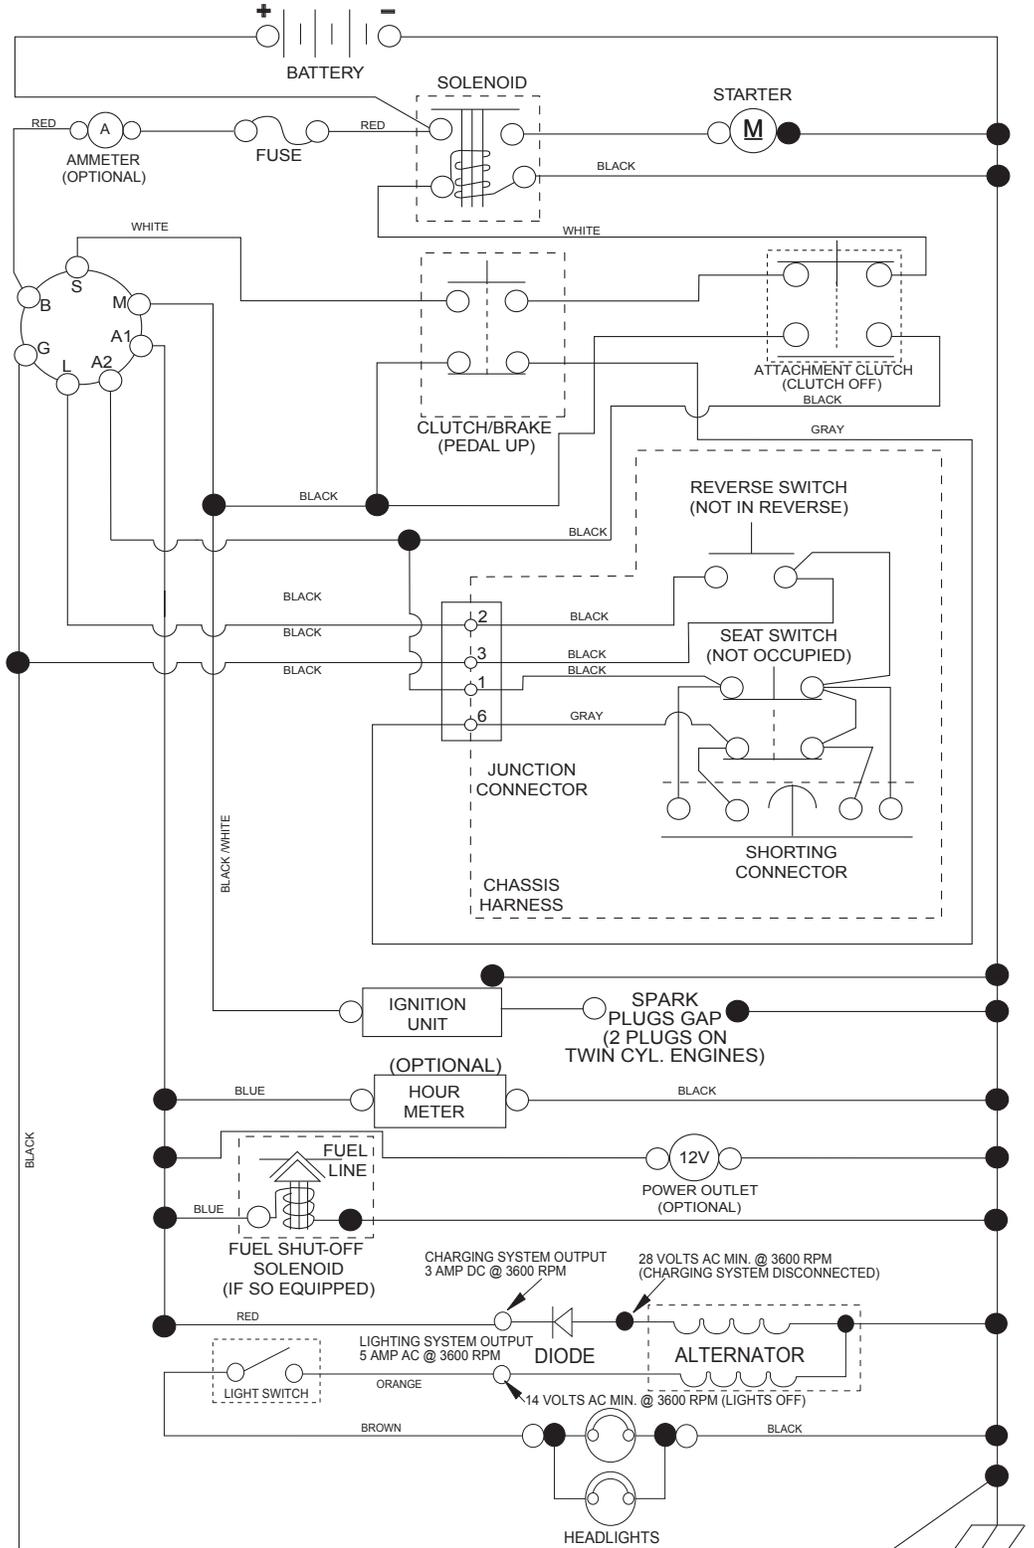 + −
BATTERY
SOLENOID
STARTER
RED
A
AMMETER
(OPTIONAL)
FUSE
RED
M
BLACK
WHITE
WHITE
S
B
M
G
A1
L
A2
ATTACHMENT CLUTCH
(CLUTCH OFF)
BLACK
CLUTCH/BRAKE
(PEDAL UP)
GRAY
REVERSE SWITCH
(NOT IN REVERSE)
BLACK
BLACK
BLACK
2
BLACK
BLACK
SEAT SWITCH
(NOT OCCUPIED)
3
BLACK
BLACK
1
BLACK
6
GRAY
JUNCTION
CONNECTOR
BLACK /WHITE
SHORTING
CONNECTOR
CHASSIS
HARNESS
IGNITION
UNIT
SPARK
PLUGS GAP
(2 PLUGS ON
TWIN CYL. ENGINES)
(OPTIONAL)
HOUR
METER
BLUE
BLACK
BLACK
FUEL
LINE
12V
POWER OUTLET
(OPTIONAL)
BLUE
FUEL SHUT-OFF
SOLENOID
(IF SO EQUIPPED)
CHARGING SYSTEM OUTPUT
3 AMP DC @ 3600 RPM
28 VOLTS AC MIN. @ 3600 RPM
(CHARGING SYSTEM DISCONNECTED)
RED
LIGHTING SYSTEM OUTPUT
5 AMP AC @ 3600 RPM
DIODE
ALTERNATOR
LIGHT SWITCH
ORANGE
14 VOLTS AC MIN. @ 3600 RPM (LIGHTS OFF)
BROWN
BLACK
HEADLIGHTS